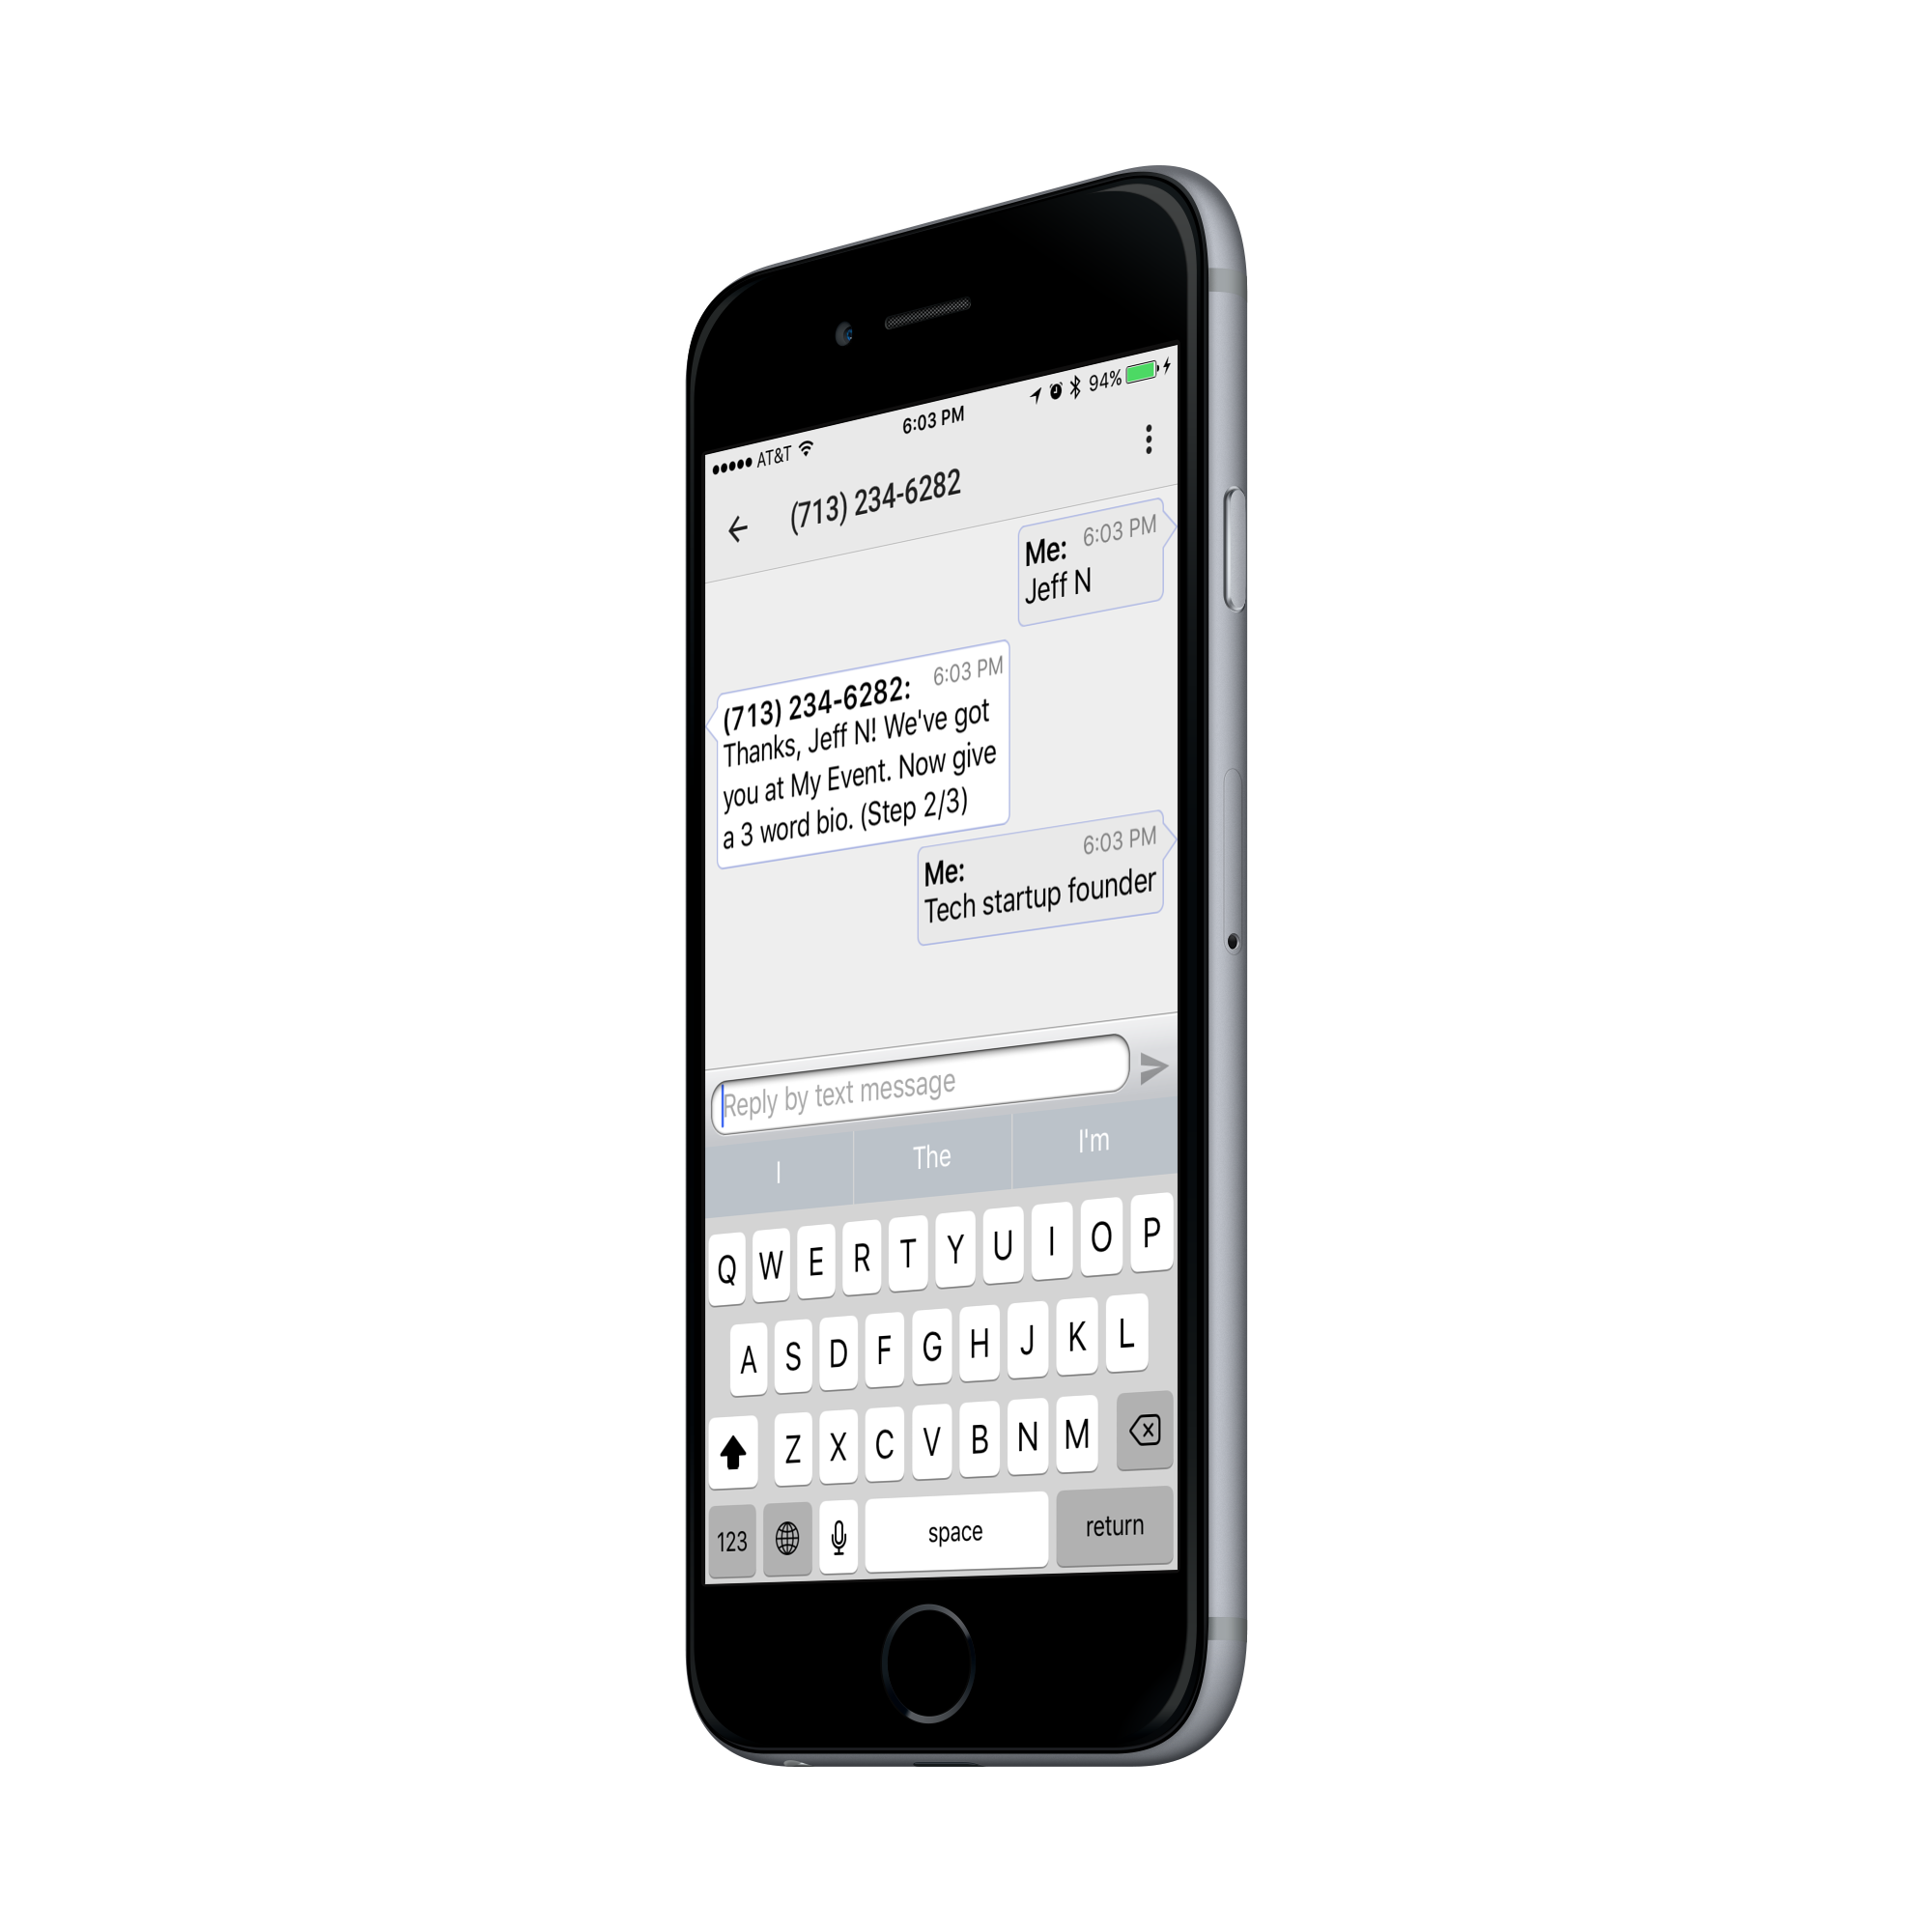 AT&T 6:03 PM 94%
(713) 234-6282
Me: 6:03 PM
Jeff N
(713) 234-6282: 6:03 PM
Thanks, Jeff N! We've got
you at My Event. Now give
a 3 word bio. (Step 2/3)
Me: 6:03 PM
Tech startup founder
Reply by text message
I The I'm
Q W E R T Y U I O P
A S D F G H J K L
Z X C V B N M
123 space return